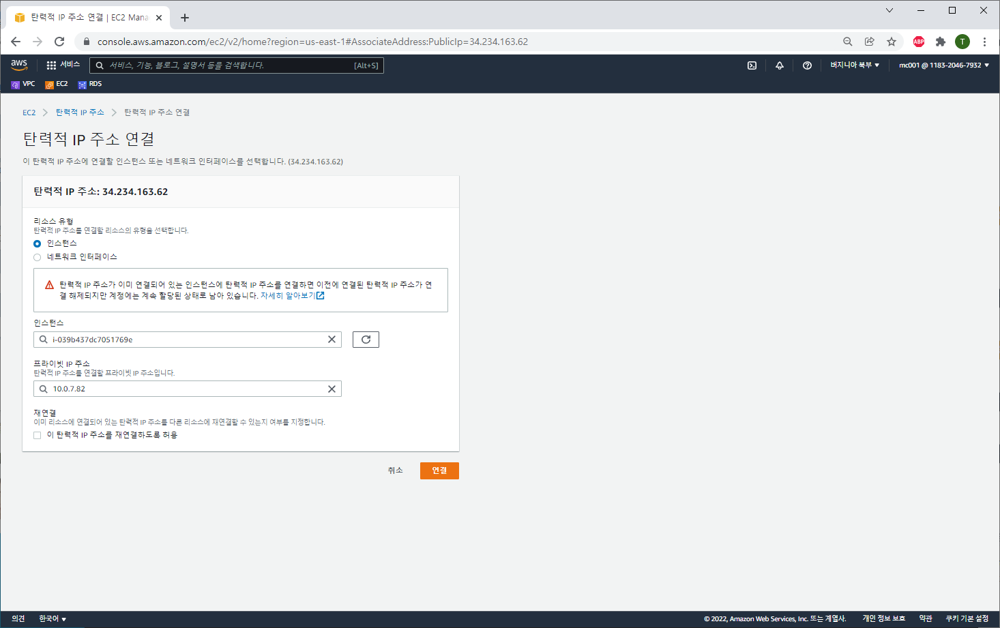 탄력적 IP 주소 연결 | EC2 Mana
console.aws.amazon.com/ec2/v2/home?region=us-east-1#AssociateAddress:PublicIp=34.234.163.62
ABP
T
aws
서비스
서비스, 기능, 블로그, 설명서 등을 검색합니다.
[Alt+S]
버지니아 북부
mc001 @ 1183-2046-7932
VPC
EC2
RDS
EC2
탄력적 IP 주소
탄력적 IP 주소 연결
탄력적 IP 주소 연결
이 탄력적 IP 주소에 연결할 인스턴스 또는 네트워크 인터페이스를 선택합니다. (34.234.163.62)
탄력적 IP 주소: 34.234.163.62
리소스 유형
탄력적 IP 주소를 연결할 리소스의 유형을 선택합니다.
인스턴스
네트워크 인터페이스
탄력적 IP 주소가 이미 연결되어 있는 인스턴스에 탄력적 IP 주소를 연결하면 이전에 연결된 탄력적 IP 주소가 연
결 해제되지만 계정에는 계속 할당된 상태로 남아 있습니다. 자세히 알아보기
인스턴스
i-039b437dc7051769e
프라이빗 IP 주소
탄력적 IP 주소를 연결할 프라이빗 IP 주소입니다.
10.0.7.82
재연결
이미 리소스에 연결되어 있는 탄력적 IP 주소를 다른 리소스에 재연결할 수 있는지 여부를 지정합니다.
이 탄력적 IP 주소를 재연결하도록 허용
취소
연결
의견
한국어
© 2022, Amazon Web Services, Inc. 또는 계열사.
개인 정보 보호
약관
쿠키 기본 설정